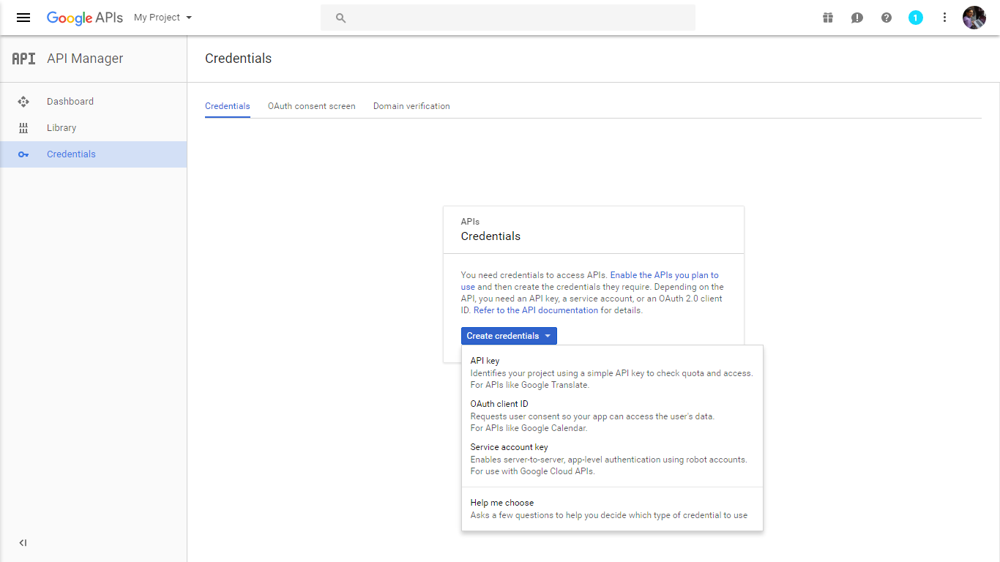 Google APIs My Project
1
API API Manager
Credentials
Dashboard
Library
Credentials
Credentials OAuth consent screen Domain verification
APIs
Credentials
You need credentials to access APIs. Enable the APIs you plan to
use and then create the credentials they require. Depending on the
API, you need an API key, a service account, or an OAuth 2.0 client
ID. Refer to the API documentation for details.
Create credentials
API key
Identifies your project using a simple API key to check quota and access.
For APIs like Google Translate.
OAuth client ID
Requests user consent so your app can access the user's data.
For APIs like Google Calendar.
Service account key
Enables server-to-server, app-level authentication using robot accounts.
For use with Google Cloud APIs.
Help me choose
Asks a few questions to help you decide which type of credential to use